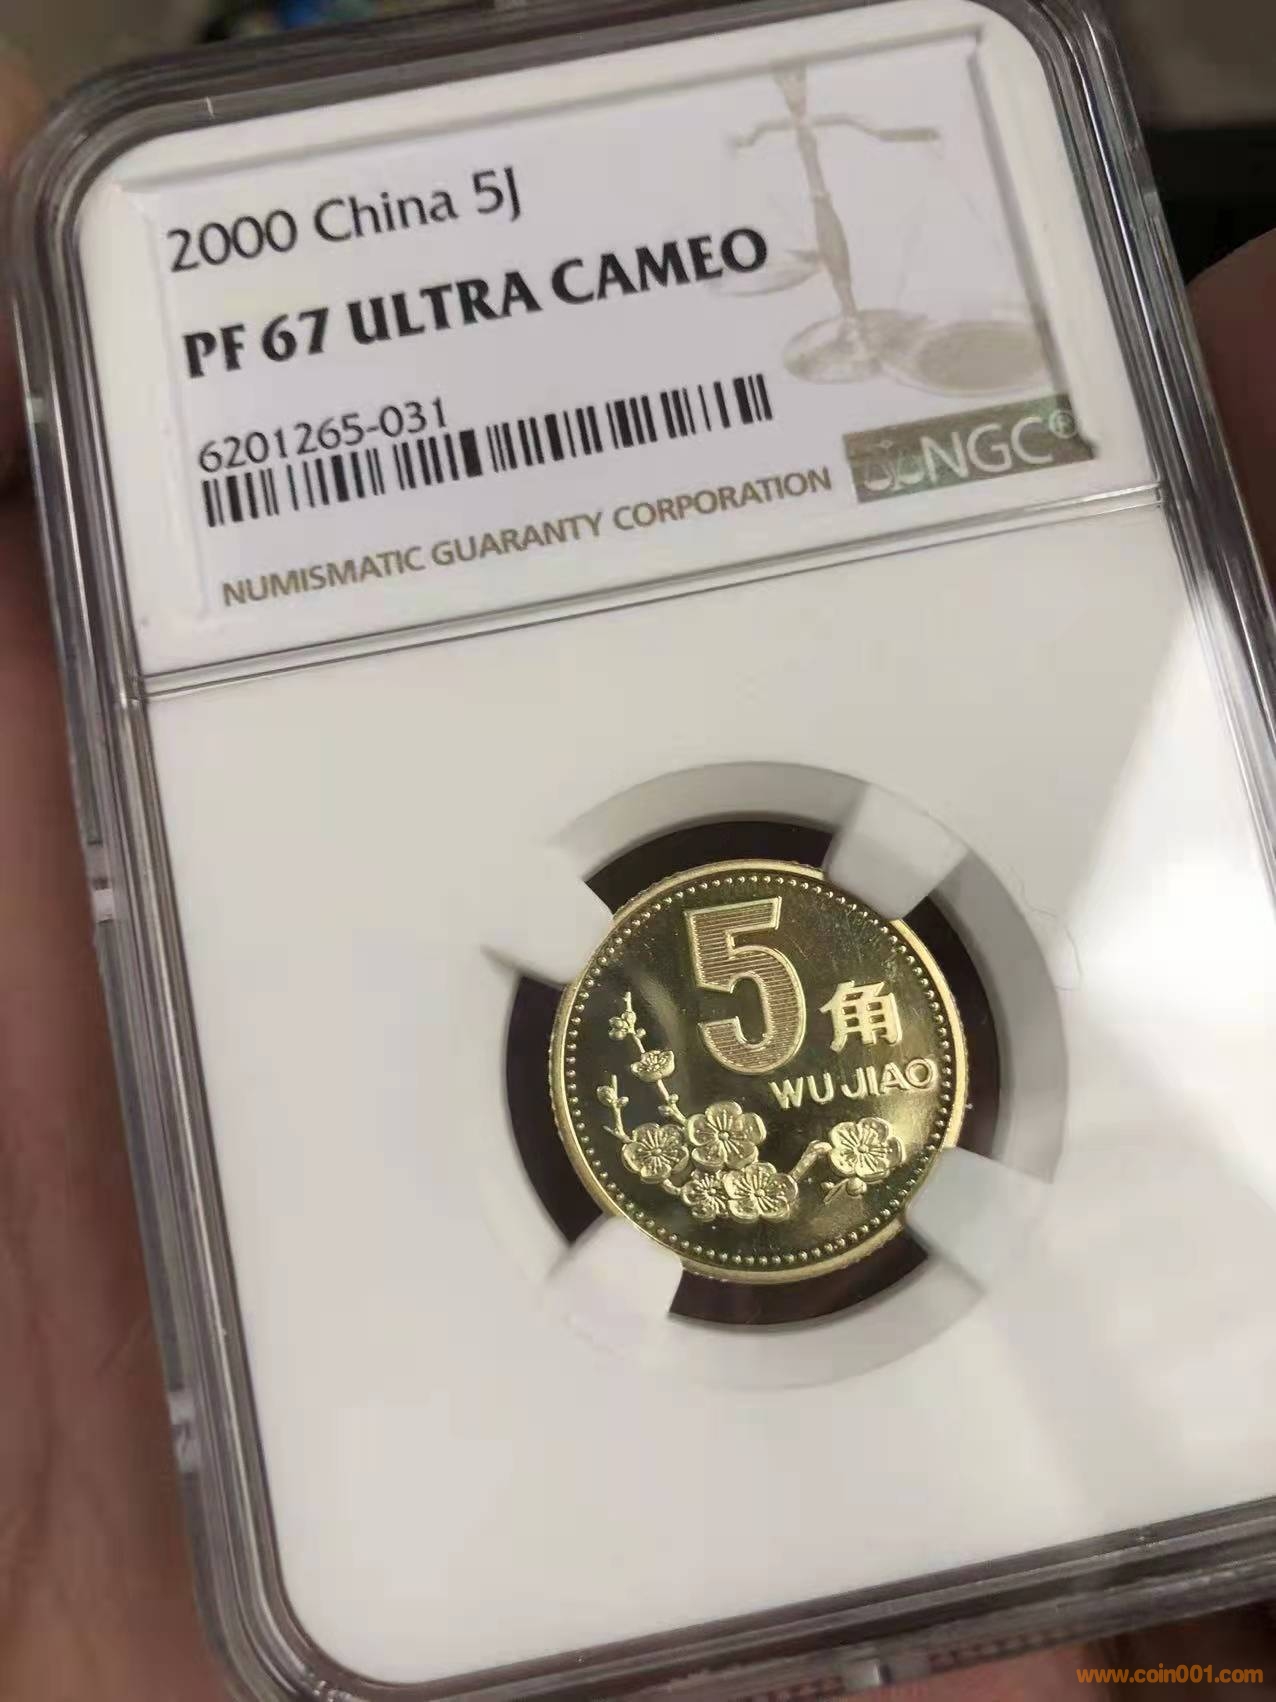 2000 China 5J
PF 67 ULTRA CAMEO
6201265-031
NUMISMATIC GUARANTY CORPORATION
NGC®
5
角
WU JIAO
www.coin001.com